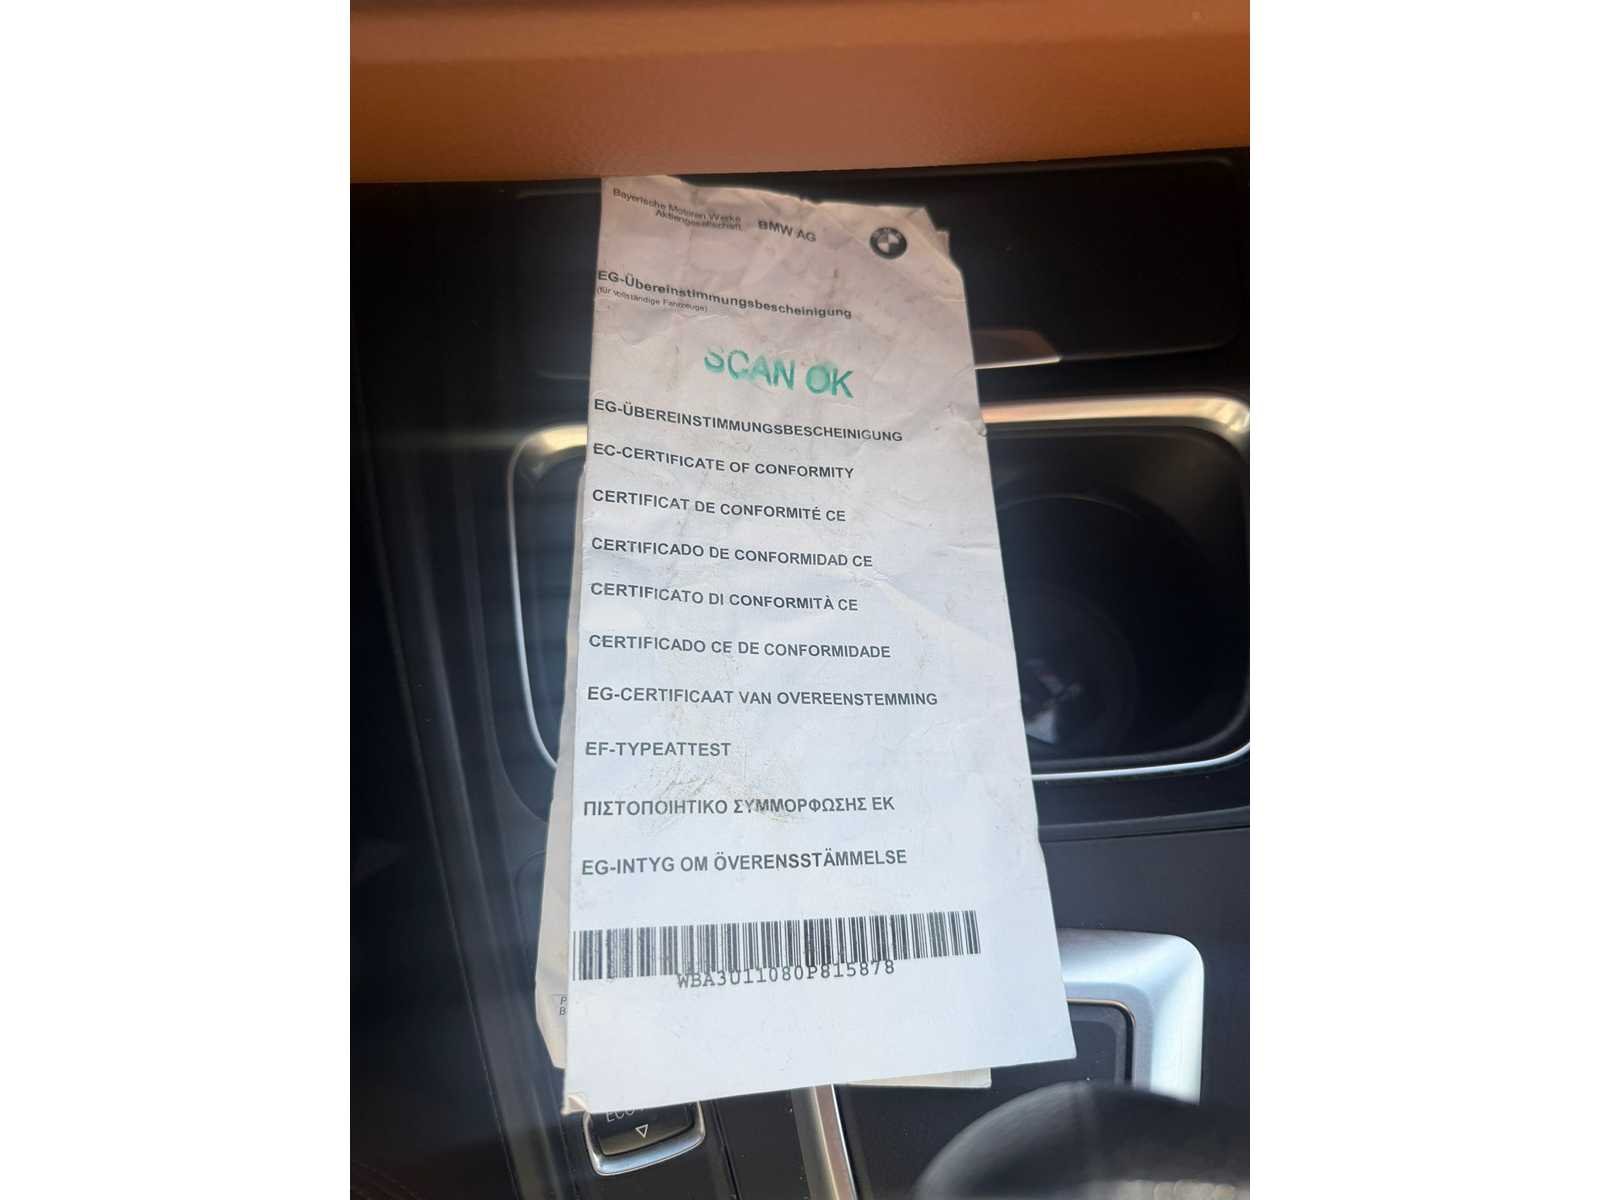 Bayerische Motoren Werke
Aktiengesellschaft
BMW AG
EG-Übereinstimmungsbescheinigung
(für vollständige Fahrzeuge)
SCAN OK
EG-ÜBEREINSTIMMUNGSBESCHEINIGUNG
EC-CERTIFICATE OF CONFORMITY
CERTIFICAT DE CONFORMITÉ CE
CERTIFICADO DE CONFORMIDAD CE
CERTIFICATO DI CONFORMITÀ CE
CERTIFICADO CE DE CONFORMIDADE
EG-CERTIFICAAT VAN OVEREENSTEMMING
EF-TYPEATTEST
ΠΙΣΤΟΠΟΙΗΤΙΚΟ ΣΥΜΜΟΡΦΩΣΗΣ ΕΚ
EG-INTYG OM ÖVERENSSTÄMMELSE
WBA3U11080P815878